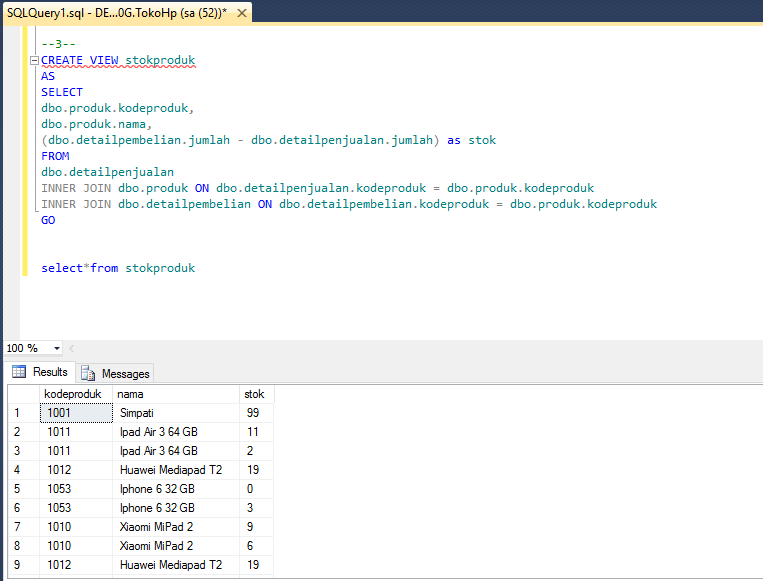 SQLQuery1.sql - DE...0G.TokoHp (sa (52))* ✕
--3--
CREATE VIEW stokproduk
AS
SELECT
dbo.produk.kodeproduk,
dbo.produk.nama,
(dbo.detailpembelian.jumlah - dbo.detailpenjualan.jumlah) as stok
FROM
dbo.detailpenjualan
INNER JOIN dbo.produk ON dbo.detailpenjualan.kodeproduk = dbo.produk.kodeproduk
INNER JOIN dbo.detailpembelian ON dbo.detailpembelian.kodeproduk = dbo.produk.kodeproduk
GO
select*from stokproduk
100 %
Results Messages
kodeproduk nama stok
1 1001 Simpati 99
2 1011 Ipad Air 3 64 GB 11
3 1011 Ipad Air 3 64 GB 2
4 1012 Huawei Mediapad T2 19
5 1053 Iphone 6 32 GB 0
6 1053 Iphone 6 32 GB 3
7 1010 Xiaomi MiPad 2 9
8 1010 Xiaomi MiPad 2 6
9 1012 Huawei Mediapad T2 19